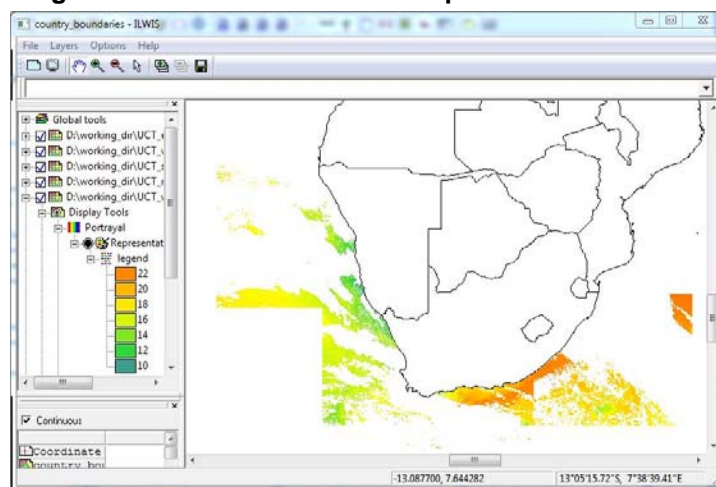 country_boundaries - ILWIS
File Layers Options Help
Global tools
D:\working_dir\UCT_
D:\working_dir\UCT_
D:\working_dir\UCT_
D:\working_dir\UCT_
D:\working_dir\UCT_
Display Tools
Portrayal
Representat
legend
22
20
18
16
14
12
10
Continuous
Coordinate
country_bou
-13.087700, 7.644282
13°05'15.72"S, 7°38'39.41"E